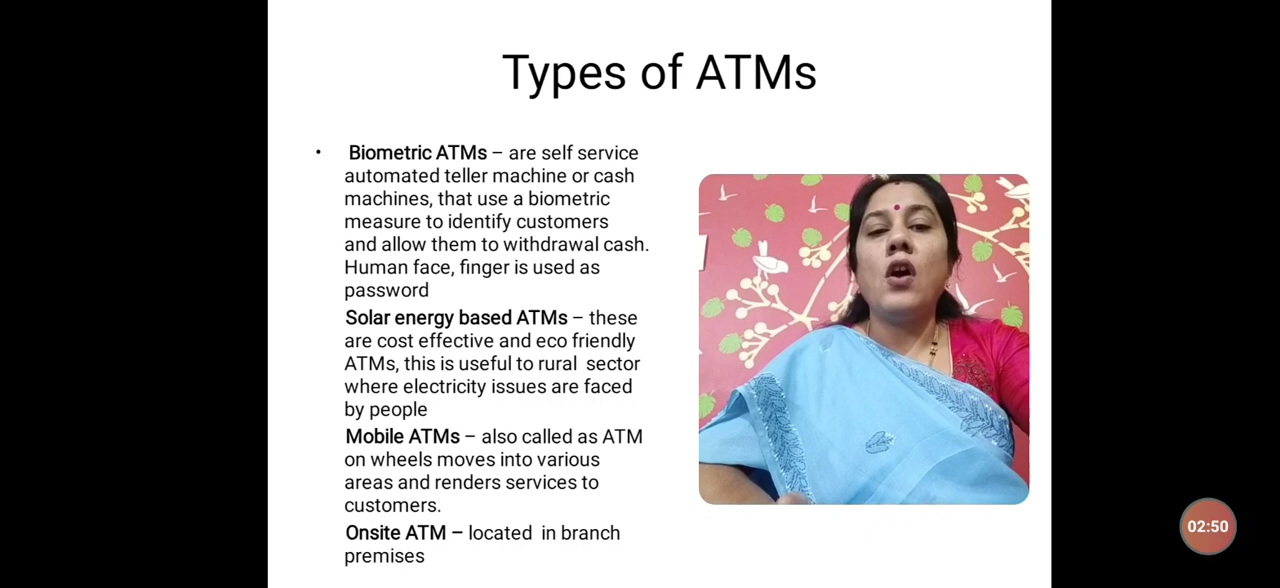 Types of ATMs
• Biometric ATMs – are self service
automated teller machine or cash
machines, that use a biometric
measure to identify customers
and allow them to withdrawal cash.
Human face, finger is used as
password
Solar energy based ATMs – these
are cost effective and eco friendly
ATMs, this is useful to rural sector
where electricity issues are faced
by people
Mobile ATMs – also called as ATM
on wheels moves into various
areas and renders services to
customers.
Onsite ATM – located in branch
premises
02:50